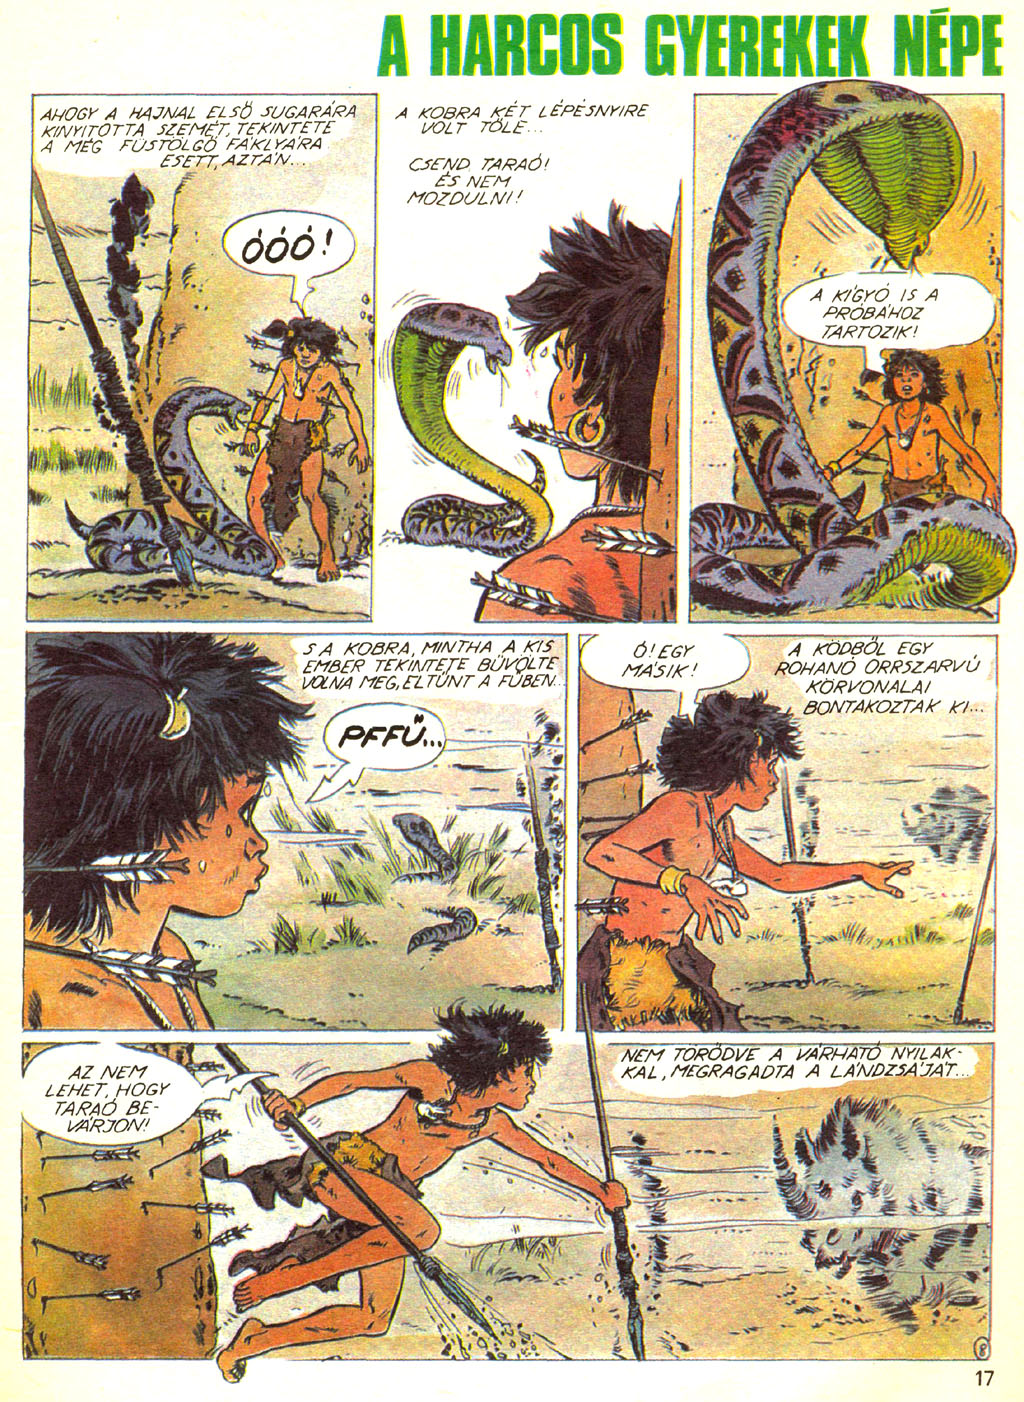 A HARCOS GYEREKEK NÉPE
AHOGY A HAJNAL ELSŐ SUGARÁRA
KINYITOTTA SZEMÉT, TEKINTETE
A MÉG FÜSTÖLGŐ FÁKLYÁRA
ESETT, AZTÁN...
ÓÓÓ!
A KOBRA KÉT LÉPÉSNYIRE
VOLT TŐLE...
CSEND, TARAÓ!
ÉS NEM
MOZDULNI!
A KÍGYÓ IS A
PRÓBÁHOZ
TARTOZIK!
S A KOBRA, MINTHA A KIS
EMBER TEKINTETE BŰVÖLTE
VOLNA MEG, ELTŰNT A FŰBEN...
PFFŰ...
Ó! EGY
MÁSIK!
A KÖDBŐL EGY
ROHANÓ ORRSZARVÚ
KÖRVONALAI
BONTAKOZTAK KI...
AZ NEM
LEHET, HOGY
TARAÓ BE-
VÁRJON!
NEM TÖRŐDVE A VÁRHATÓ NYILAK-
KAL, MEGRAGADTA A LÁNDZSÁJÁT...
8
17